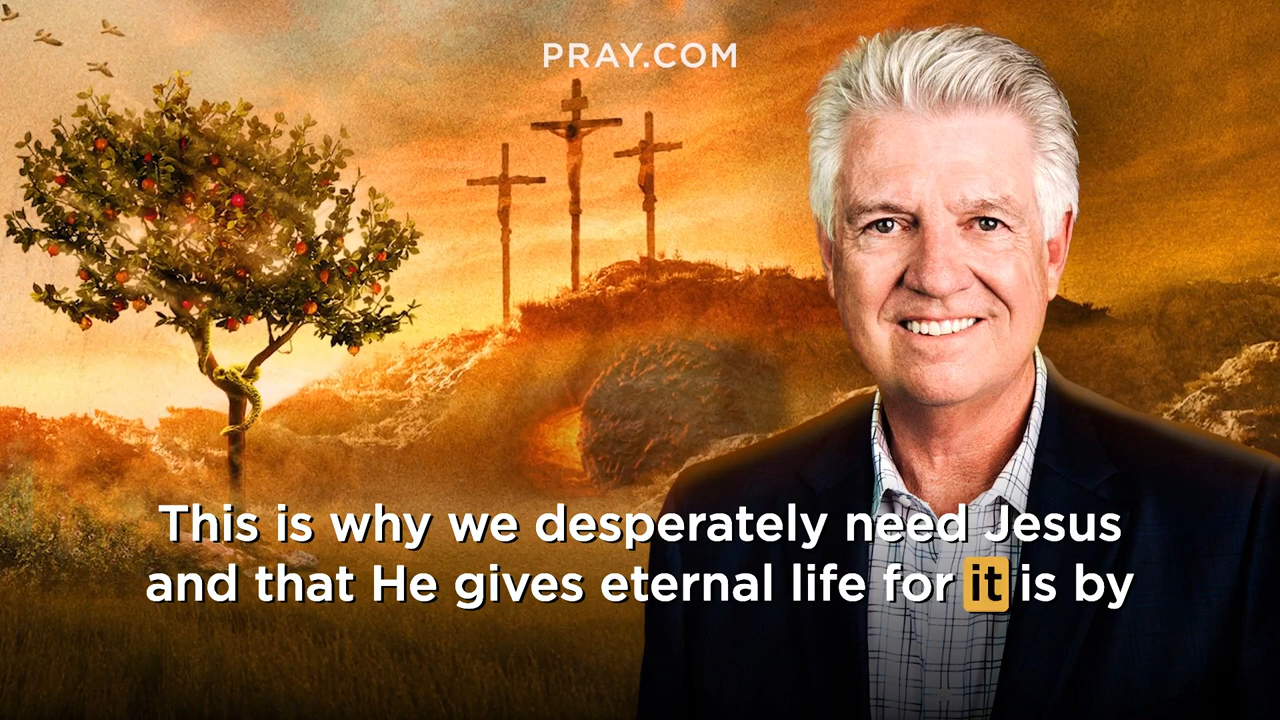 PRAY.COM
This is why we desperately need Jesus
and that He gives eternal life for it is by